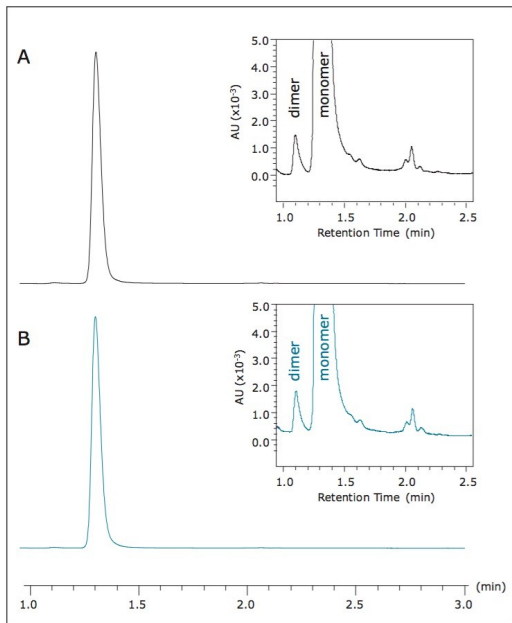 A
5.0
4.0
3.0
2.0
1.0
0.0
AU (x10-3)
dimer
monomer
1.0 1.5 2.0 2.5
Retention Time (min)
B
5.0
4.0
3.0
2.0
1.0
0.0
AU (x10-3)
dimer
monomer
1.0 1.5 2.0 2.5
Retention Time (min)
(min)
1.0 1.5 2.0 2.5 3.0